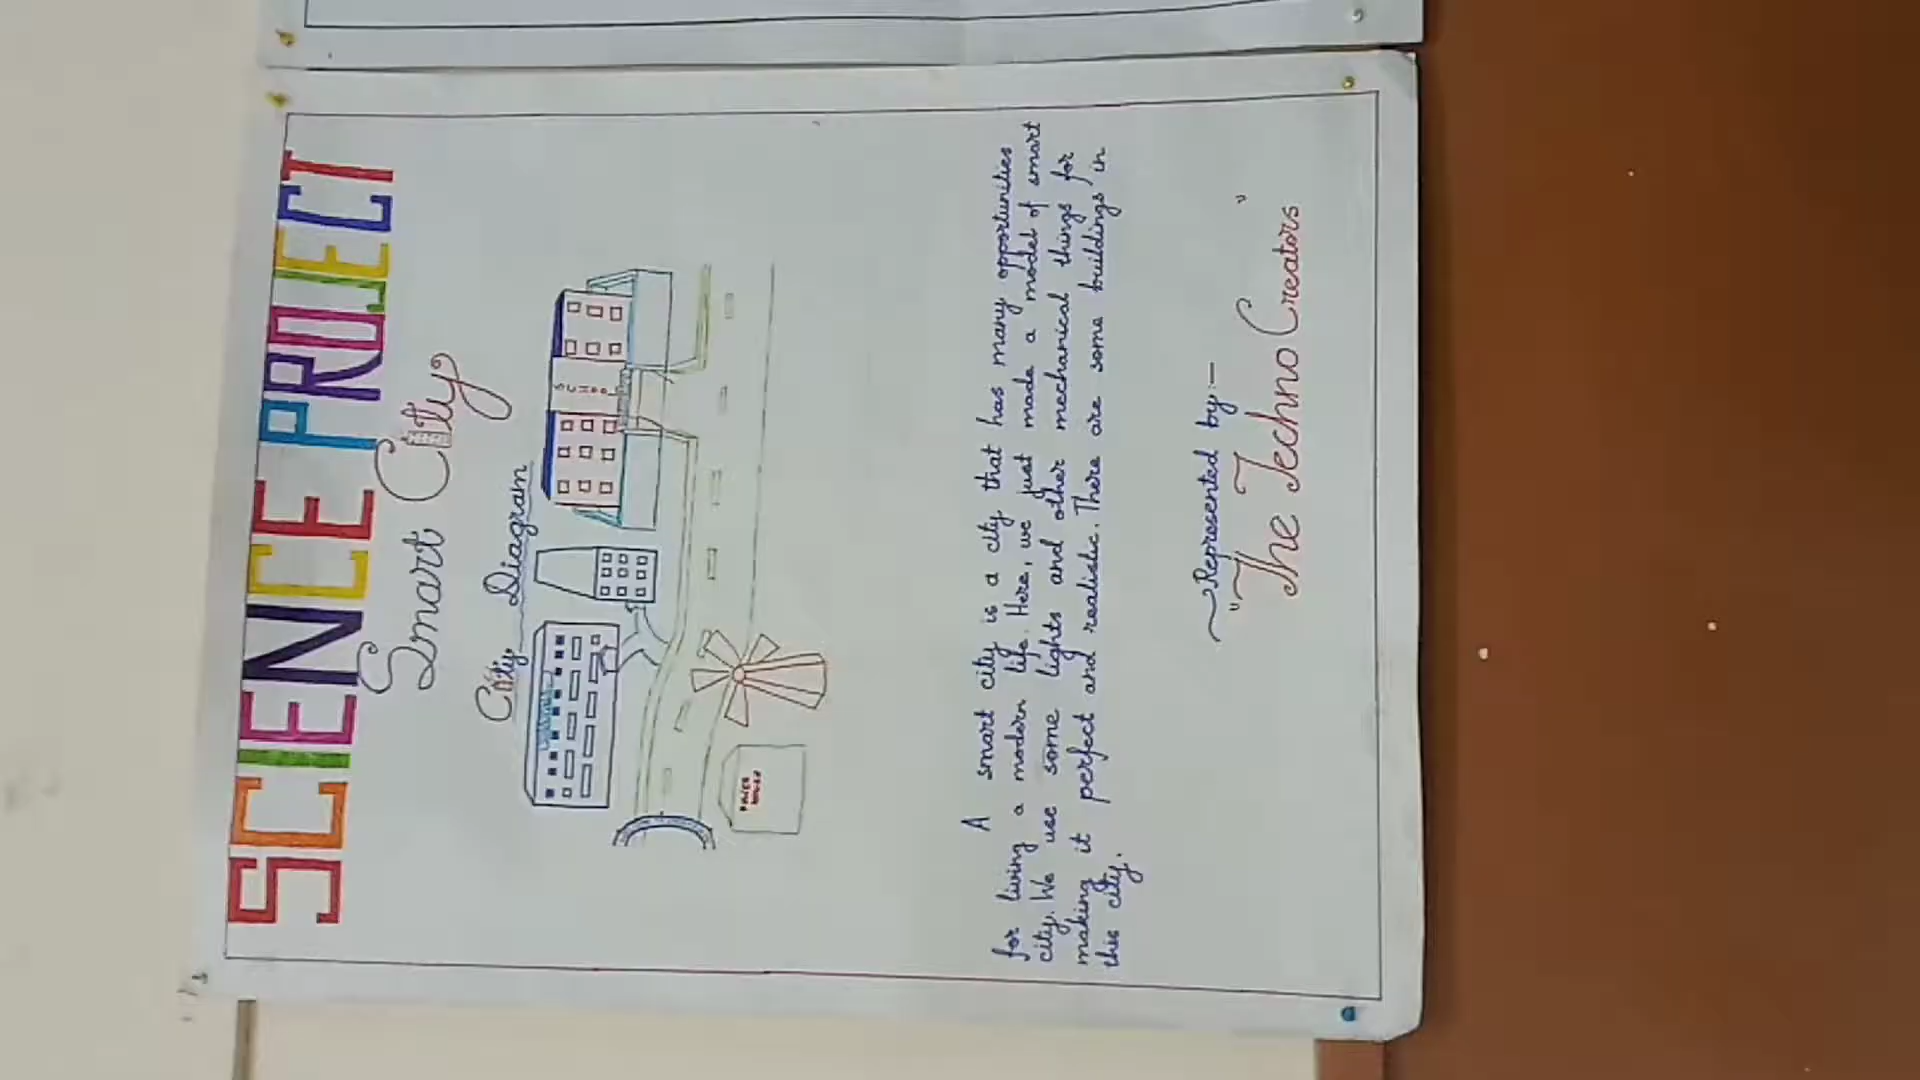 SCIENCE PROJECT
Smart City
City Diagram
SCHOOL
A smart city is a city that has many opportunities
for living a modern life. Here, we just made a model of smart
city. We use some lights and other mechanical things for
making it perfect and realistic. There are some buildings in
this city.
~Represented by:-
"The Techno Creators"